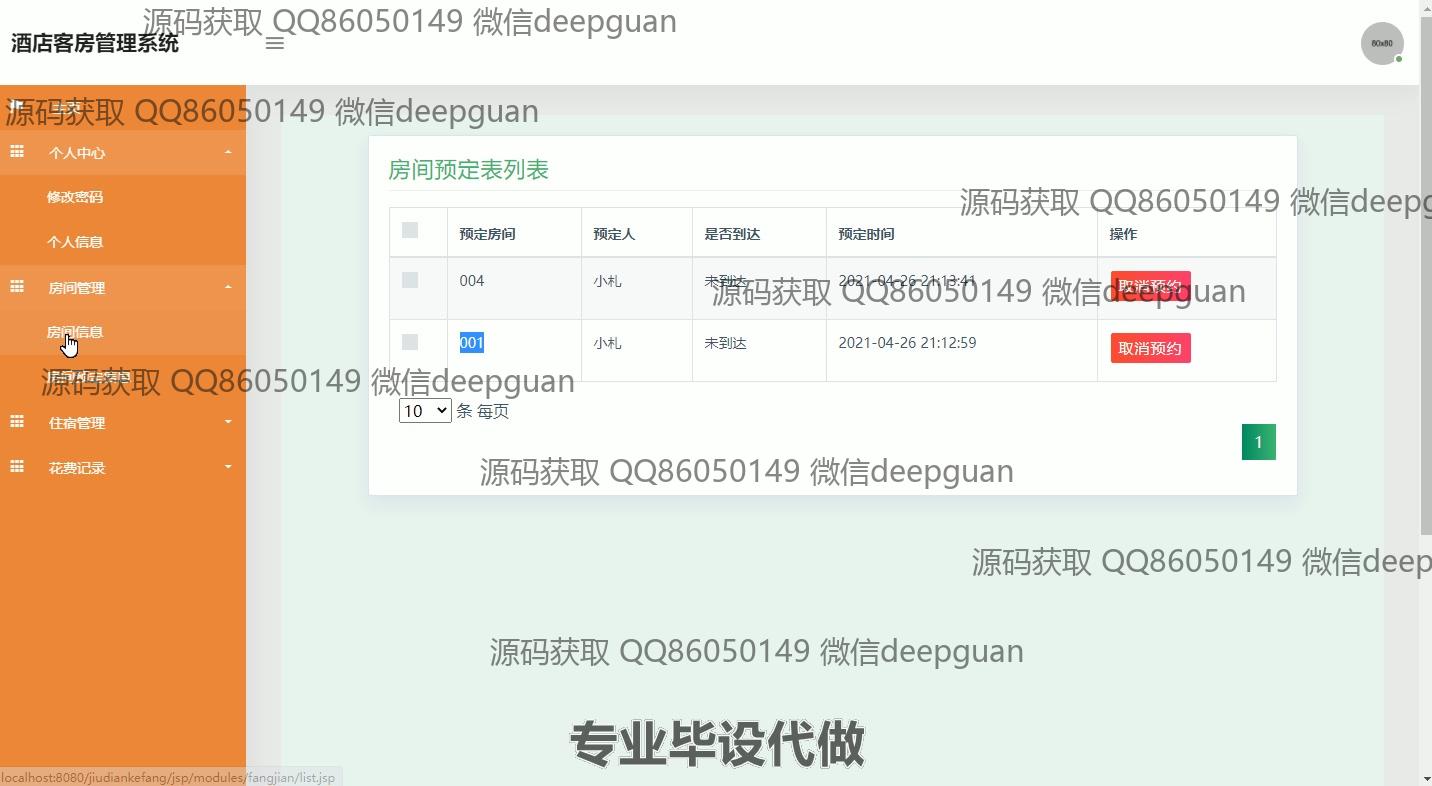 源码获取 QQ86050149 微信deepguan
酒店客房管理系统
80x80
源码获取 QQ86050149 微信deepguan
主页
个人中心
修改密码
个人信息
房间管理
房间信息
住宿管理
花费记录
房间预定表列表
源码获取 QQ86050149 微信deepg
预定房间 预定人 是否到达 预定时间 操作
004 小札 未到达 2021-04-26 21:13:41 取消预约
源码获取 QQ86050149 微信deepguan
001 小札 未到达 2021-04-26 21:12:59 取消预约
源码获取 QQ86050149 微信deepguan
10 条 每页
1
源码获取 QQ86050149 微信deepguan
源码获取 QQ86050149 微信deep
源码获取 QQ86050149 微信deepguan
专业毕设代做
localhost:8080/jiudiankefang/jsp/modules/fangjian/list.jsp